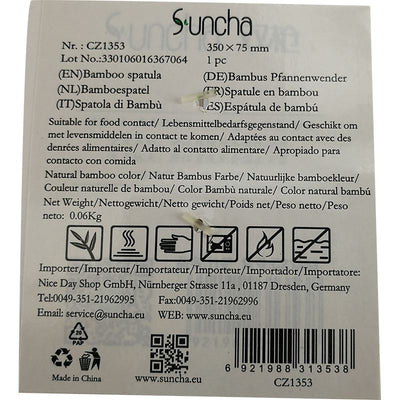 Suncha
Nr. : CZ1353 350×75 mm
Lot No.:330106016367064 1 pc
(EN)Bamboo spatula (DE)Bambus Pfannenwender
(NL)Bamboespatel (FR)Spatule en bambou
(IT)Spatola di Bambù (ES)Espátula de bambú
Suitable for food contact/ Lebensmittelbedarfsgegenstand/ Geschikt om
met levensmiddelen in contact te komen/ Adaptées au contact avec des
denrées alimentaires/ Adatto al contatto alimentare/ Apropiado para
contacto con comida
Natural bamboo color/ Natur Bambus Farbe/ Natuurlijke bamboekleur/
Couleur naturelle de bambou/ Color Bambù naturale/ Color natural bambú
Net Weight/Nettogewicht/Nettogewicht/Poids net/ Peso netto/ Peso
neto: 0.06Kg
Importer/Importeur/Importateur/Importeur/Importador/Importatore:
Nice Day Shop GmbH, Nürnberger Strasse 31a , 01187 Dresden, Germany
Tel:0049-351-21962995 Fax:0049-351-21962996
Email: service@suncha.eu WEB: www.suncha.eu
20
PAP
Made in China
www.suncha.eu
6 921988 313538
CZ1353